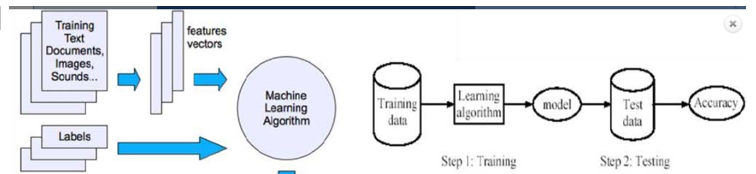 Training
Text
Documents,
Images,
Sounds...
features
vectors
Labels
Machine
Learning
Algorithm
Training
data
Learning
algorithm
model
Test
data
Accuracy
Step 1: Training
Step 2: Testing